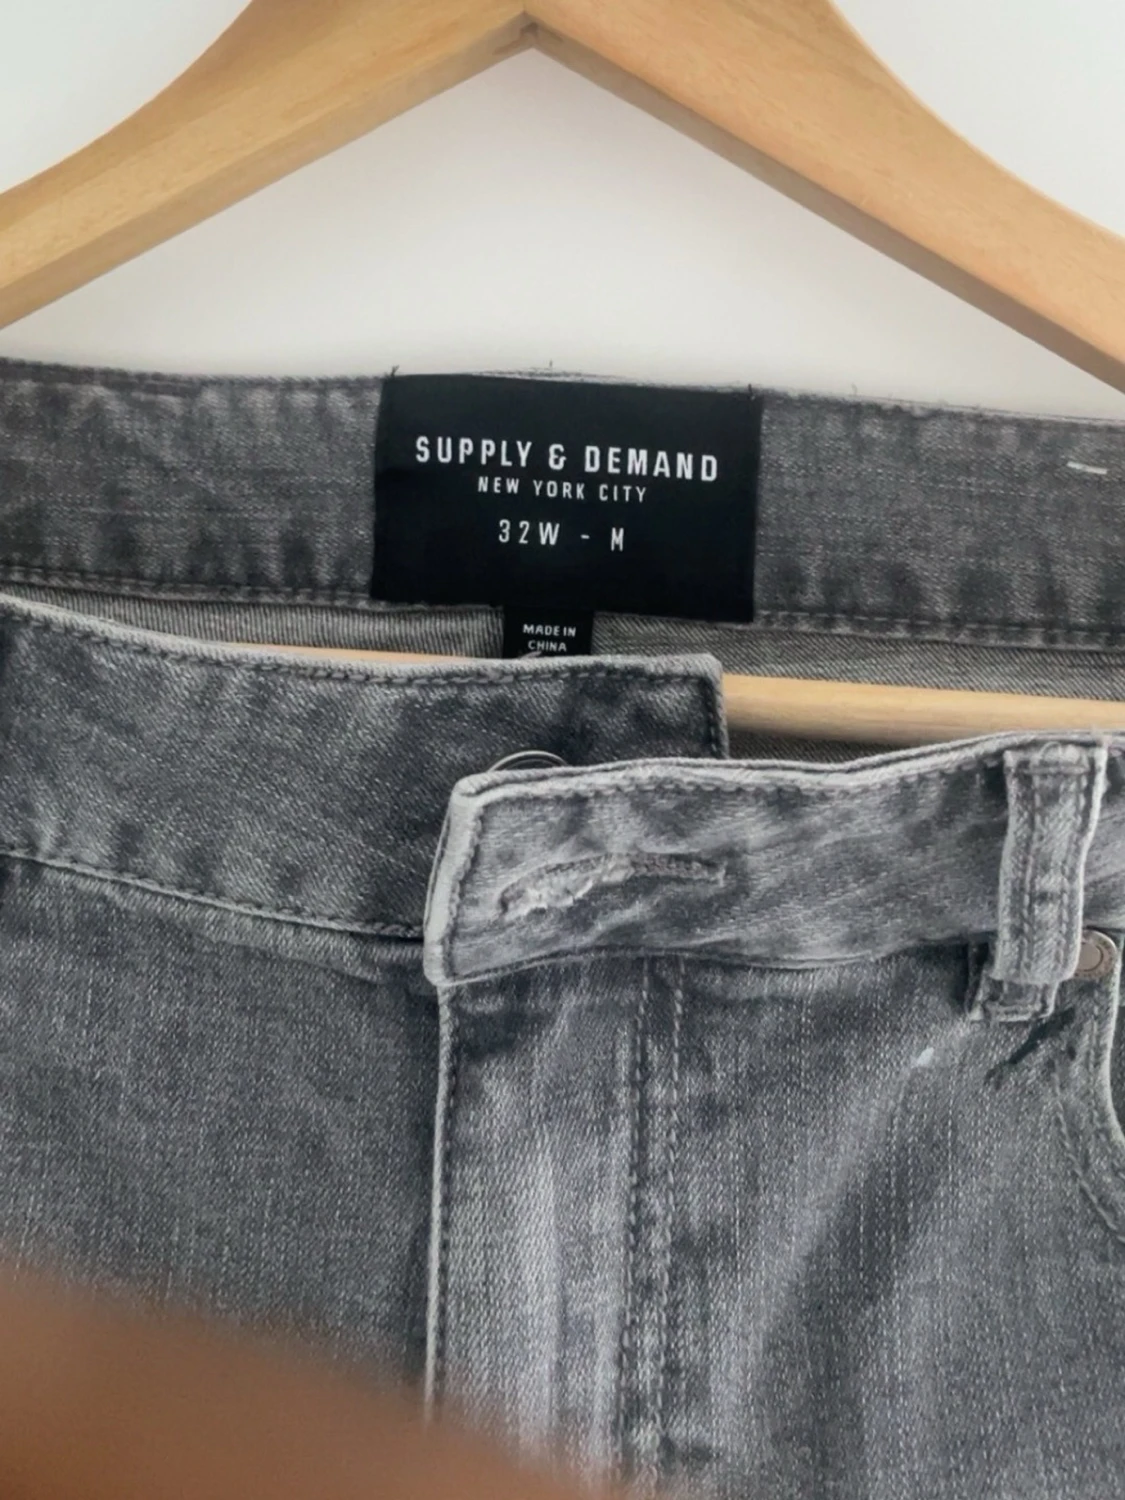 SUPPLY & DEMAND
NEW YORK CITY
32W - M
MADE IN
CHINA